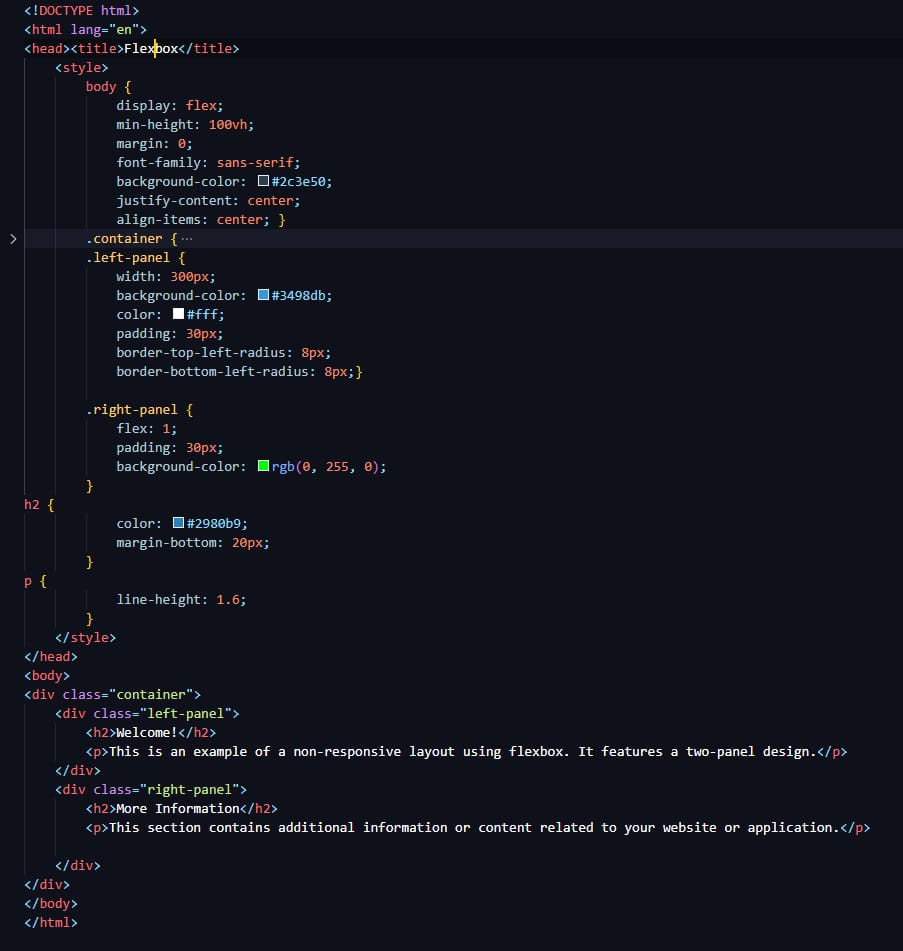 <!DOCTYPE html>
<html lang="en">
<head><title>Flexbox</title>
    <style>
        body {
            display: flex;
            min-height: 100vh;
            margin: 0;
            font-family: sans-serif;
            background-color: #2c3e50;
            justify-content: center;
            align-items: center; }
        .container {···
        .left-panel {
            width: 300px;
            background-color: #3498db;
            color: #fff;
            padding: 30px;
            border-top-left-radius: 8px;
            border-bottom-left-radius: 8px;}

        .right-panel {
            flex: 1;
            padding: 30px;
            background-color: rgb(0, 255, 0);
        }
h2 {
            color: #2980b9;
            margin-bottom: 20px;
        }
p {
            line-height: 1.6;
        }
    </style>
</head>
<body>
<div class="container">
    <div class="left-panel">
        <h2>Welcome!</h2>
        <p>This is an example of a non-responsive layout using flexbox. It features a two-panel design.</p>
    </div>
    <div class="right-panel">
        <h2>More Information</h2>
        <p>This section contains additional information or content related to your website or application.</p>

    </div>
</div>
</body>
</html>